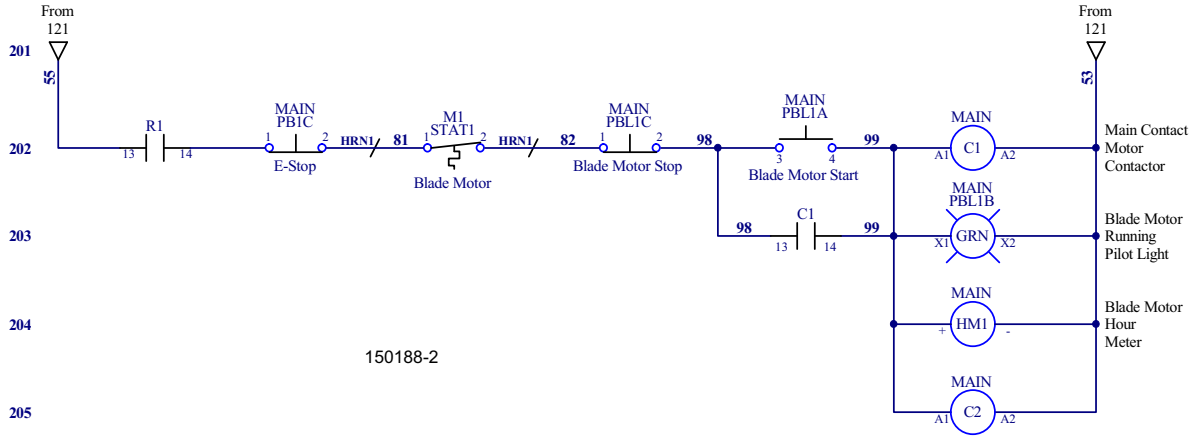 From
121
From
121
201
55
53
R1
13
14
MAIN
PB1C
1
2
E-Stop
HRN1
81
M1
STAT1
1
2
Blade Motor
HRN1
82
MAIN
PBL1C
1
2
Blade Motor Stop
98
MAIN
PBL1A
3
4
Blade Motor Start
99
MAIN
C1
A1
A2
Main Contact
Motor
Contactor
202
203
98
C1
13
14
99
MAIN
PBL1B
GRN
X1
X2
Blade Motor
Running
Pilot Light
204
MAIN
HM1
+
-
Blade Motor
Hour
Meter
150188-2
205
MAIN
C2
A1
A2